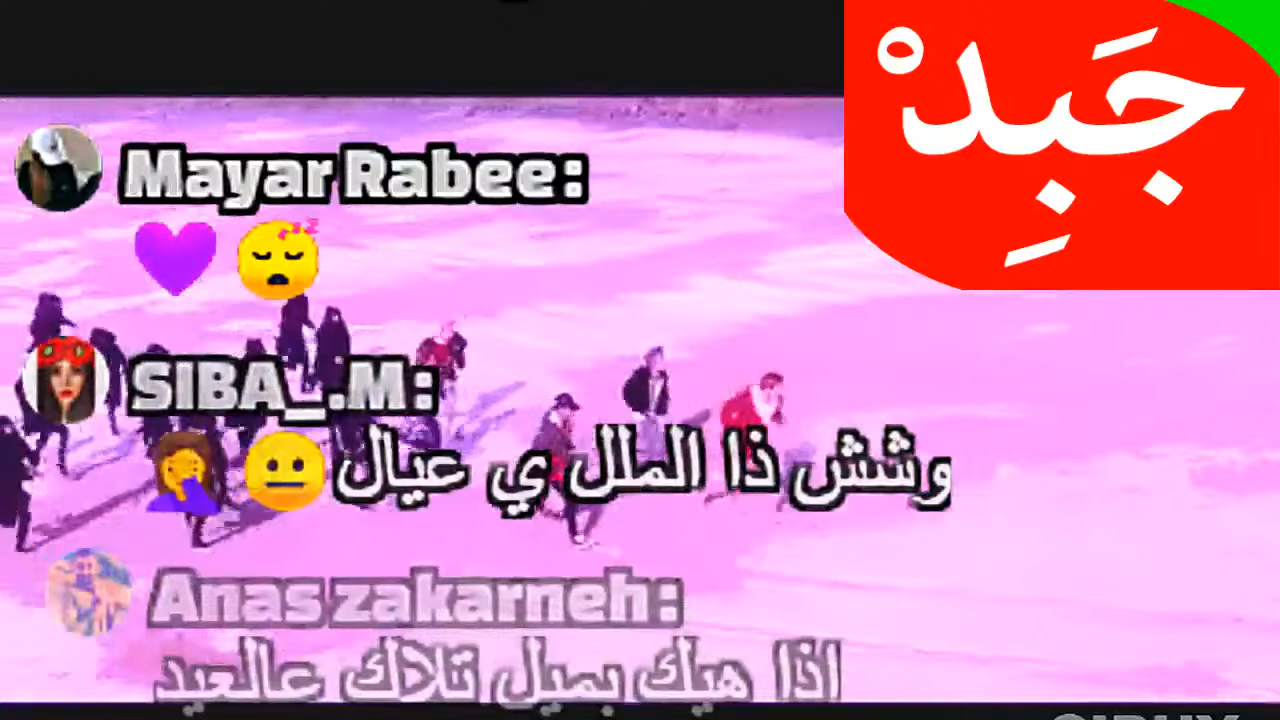 جَبِدْ
Mayar Rabee:
💜 😴
SIBA_.M:
وشش ذا الملل ي عيال 😐 🤦‍♀️
Anas zakarneh:
اذا هيك بميل تلاك عالعيد